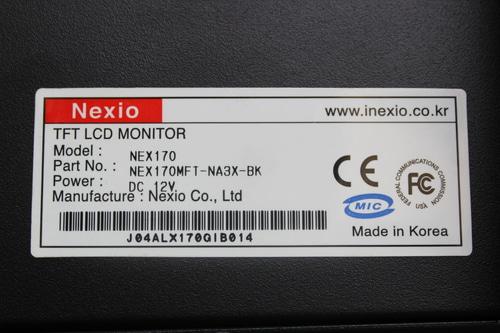 Nexio
www.inexio.co.kr
TFT LCD MONITOR
Model : NEX170
Part No. : NEX170MFT-NA3X-BK
Power : DC 12V.
Manufacture : Nexio Co., Ltd
CE
FEDERAL COMMUNICATIONS COMMISSION
FC
USA
MIC
J04ALX170GIB014
Made in Korea